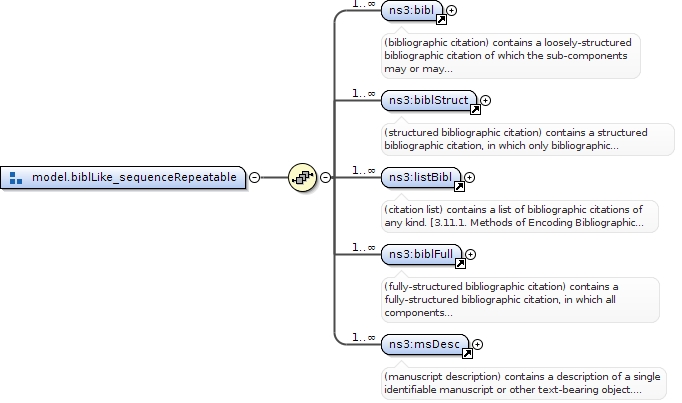 1..∞
ns3:bibl
(bibliographic citation) contains a loosely-structured
bibliographic citation of which the sub-components
may or may...
1..∞
ns3:biblStruct
(structured bibliographic citation) contains a structured
bibliographic citation, in which only bibliographic...
model.biblLike_sequenceRepeatable
1..∞
ns3:listBibl
(citation list) contains a list of bibliographic citations of
any kind. [3.11.1. Methods of Encoding Bibliographic...
1..∞
ns3:biblFull
(fully-structured bibliographic citation) contains a
fully-structured bibliographic citation, in which all
components...
1..∞
ns3:msDesc
(manuscript description) contains a description of a single
identifiable manuscript or other text-bearing object....